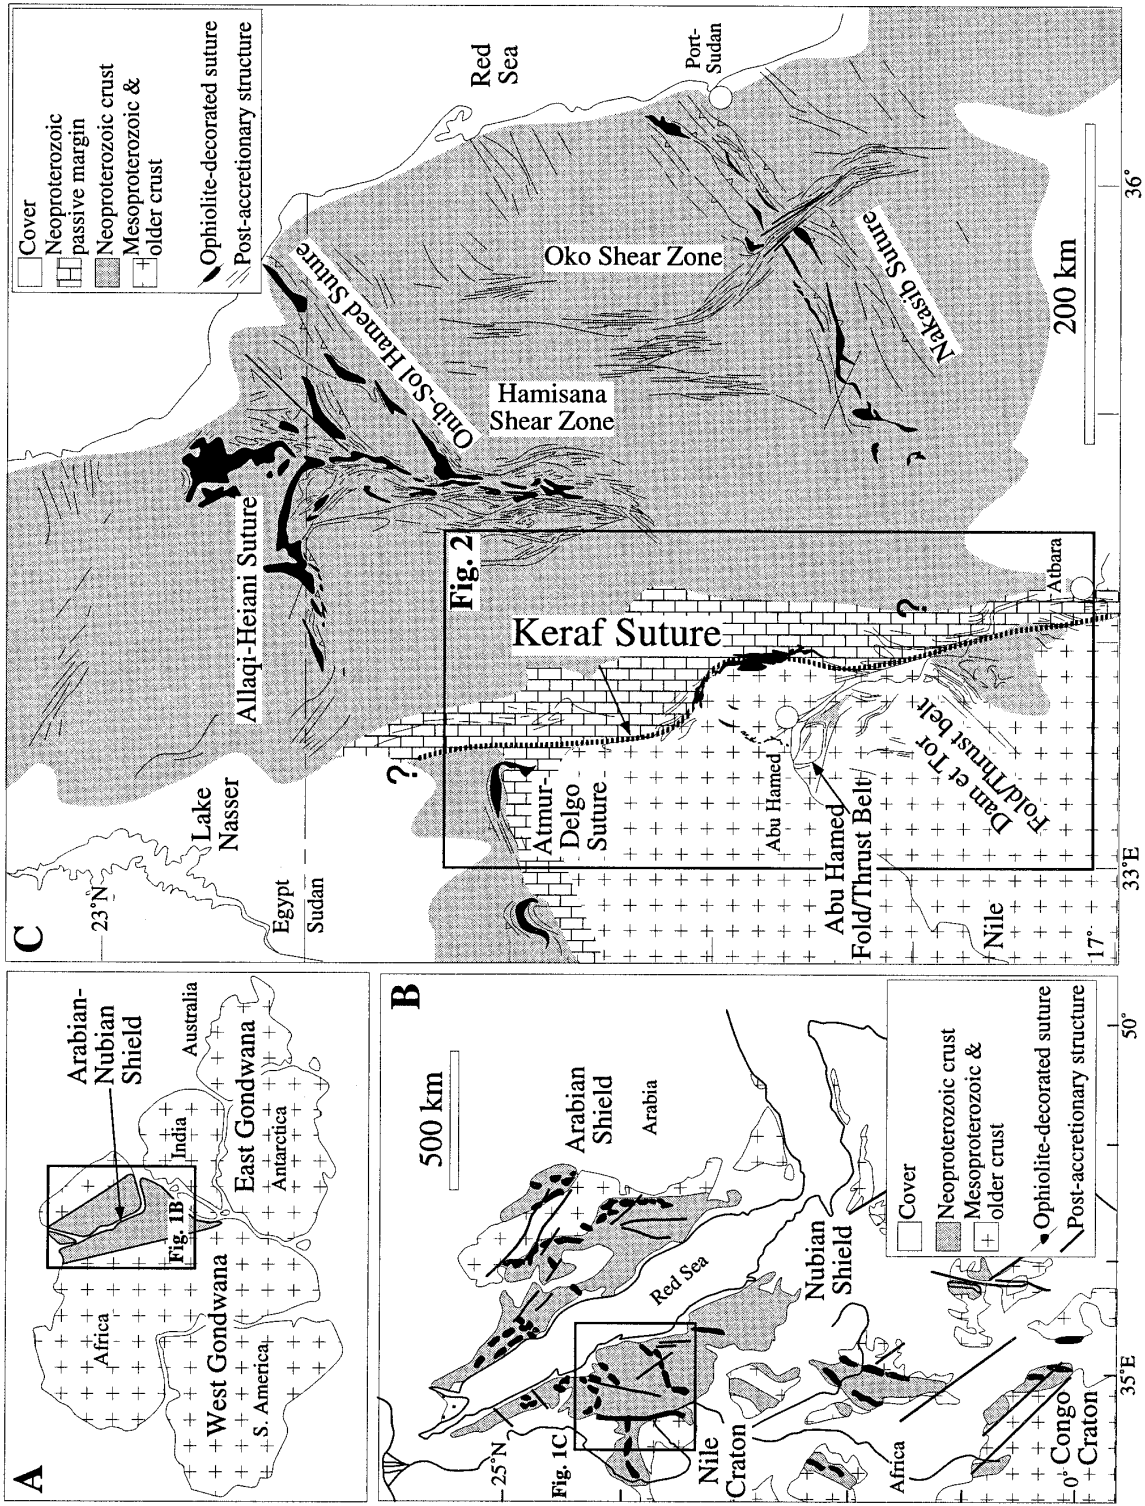 A
Arabian-
Nubian
Shield
Africa
Australia
India
Fig. 1B
West Gondwana
S. America
East Gondwana
Antarctica
B
500 km
Arabian
Shield
Arabia
Red Sea
Nubian
Shield
25°N
Fig. 1C
Nile
Craton
Africa
0°
Congo
Craton
35°E
50°
Cover
Neoproterozoic crust
Mesoproterozoic &
older crust
Ophiolite-decorated suture
Post-accretionary structure
C
Cover
Neoproterozoic
passive margin
Neoproterozoic crust
Mesoproterozoic &
older crust
Ophiolite-decorated suture
Post-accretionary structure
23°N
Lake
Nasser
Egypt
Sudan
Allaqi-Heiani Suture
Onib-Sol Hamed Suture
Red
Sea
Port-
Sudan
Hamisana
Shear Zone
Oko Shear Zone
Nakasib Suture
Fig. 2
Keraf Suture
?
?
Atmur-
Delgo
Suture
Abu Hamed
Abu Hamed
Fold/Thrust Belt
Dam et Tor
Fold/Thrust belt
Atbara
Nile
17°
33°E
36°
200 km